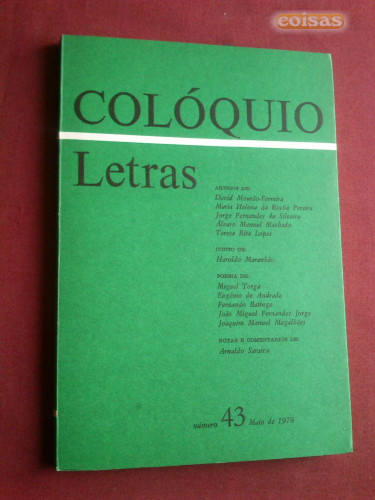 eoisas
COLÓQUIO
Letras
ARTIGOS DE:
David Mourão-Ferreira
Maria Helena da Rocha Pereira
Jorge Fernandes da Silveira
Álvaro Manuel Machado
Teresa Rita Lopes
CONTO DE:
Haroldo Maranhão
POESIA DE:
Miguel Torga
Eugénio de Andrade
Fernando Batinga
João Miguel Fernandes Jorge
Joaquim Manuel Magalhães
NOTAS E COMENTÁRIOS DE:
Arnaldo Saraiva
número 43 Maio de 1978